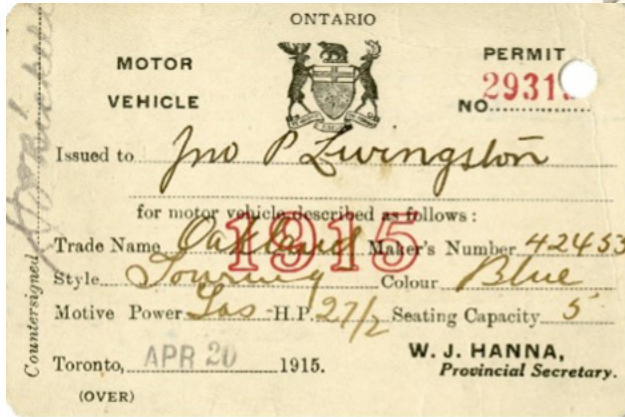 ONTARIO
MOTOR VEHICLE
PERMIT
NO 2931
Issued to Jno P Livingston
for motor vehicle described as follows:
1915
Trade Name Oakland Maker's Number 42453
Style Touring Colour Blue
Motive Power Gas H.P. 27/2 Seating Capacity 5
Toronto, APR 20 1915.
W. J. HANNA,
Provincial Secretary.
(OVER)
Countersigned